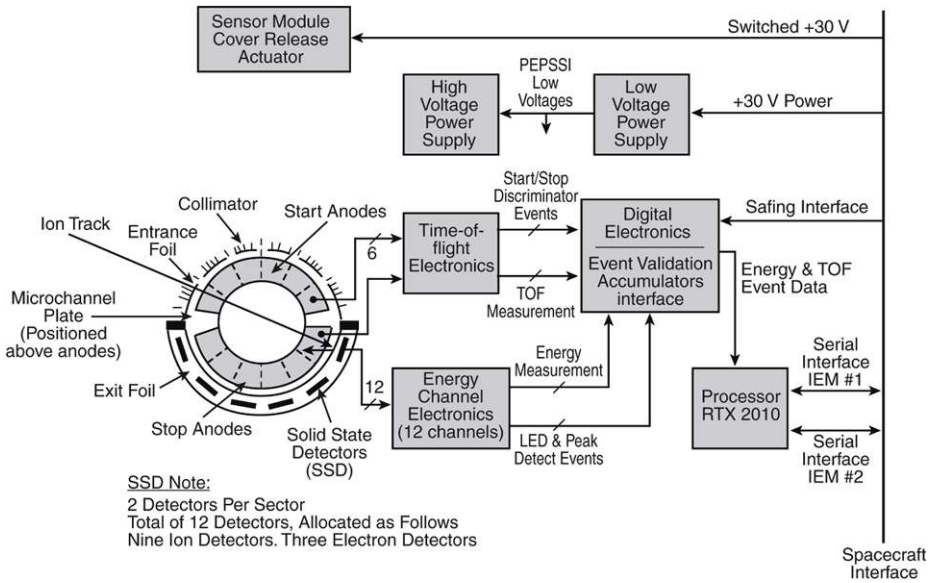 Sensor Module
Cover Release
Actuator
Switched +30 V
High
Voltage
Power
Supply
PEPSSI
Low
Voltages
Low
Voltage
Power
Supply
+30 V Power
Collimator
Start Anodes
Ion Track
Entrance
Foil
Microchannel
Plate
(Positioned
above anodes)
Exit Foil
Stop Anodes
Solid State
Detectors
(SSD)
6
12
Time-of-
flight
Electronics
Start/Stop
Discriminator
Events
TOF
Measurement
Digital
Electronics
Event Validation
Accumulators
interface
Safing Interface
Energy & TOF
Event Data
Energy
Measurement
Energy
Channel
Electronics
(12 channels)
LED & Peak
Detect Events
Processor
RTX 2010
Serial
Interface
IEM #1
Serial
Interface
IEM #2
SSD Note:
2 Detectors Per Sector
Total of 12 Detectors, Allocated as Follows
Nine Ion Detectors. Three Electron Detectors
Spacecraft
Interface